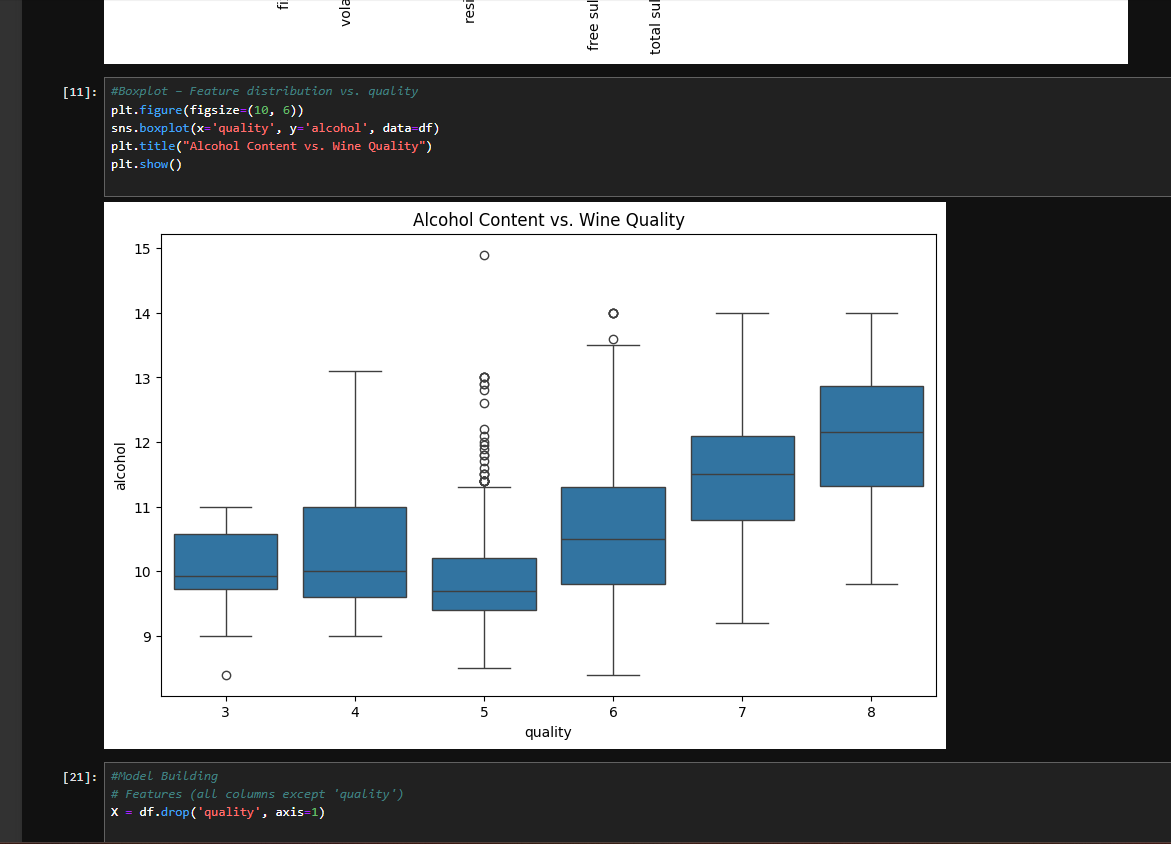 free sul
total sul
[11]:
#Boxplot – Feature distribution vs. quality
plt.figure(figsize=(10, 6))
sns.boxplot(x='quality', y='alcohol', data=df)
plt.title("Alcohol Content vs. Wine Quality")
plt.show()
Alcohol Content vs. Wine Quality
15
14
13
12
11
10
9
alcohol
3 4 5 6 7 8
quality
[21]:
#Model Building
# Features (all columns except 'quality')
X = df.drop('quality', axis=1)